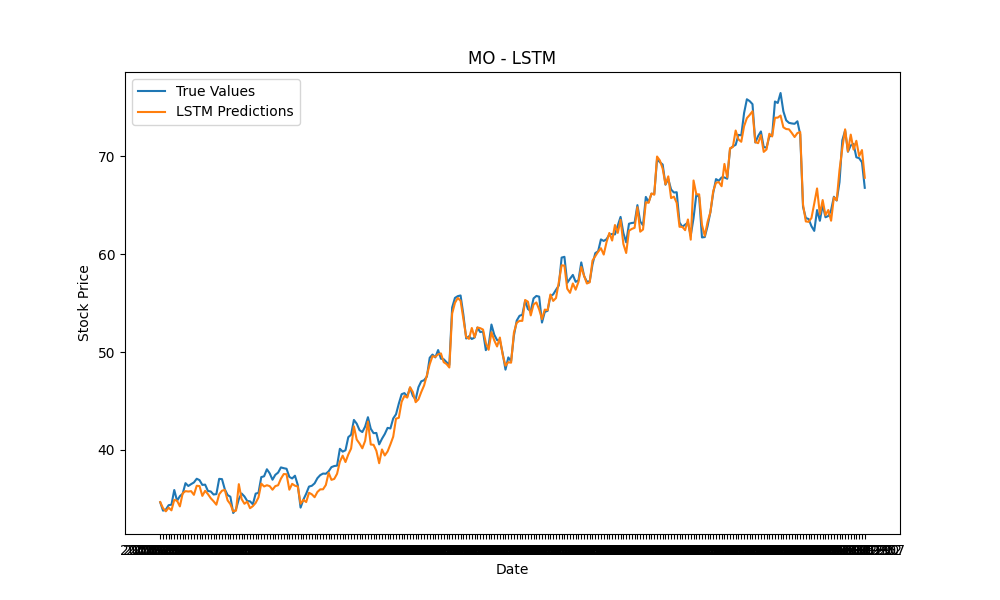 MO - LSTM
True Values
LSTM Predictions
70
60
50
40
Stock Price
Date